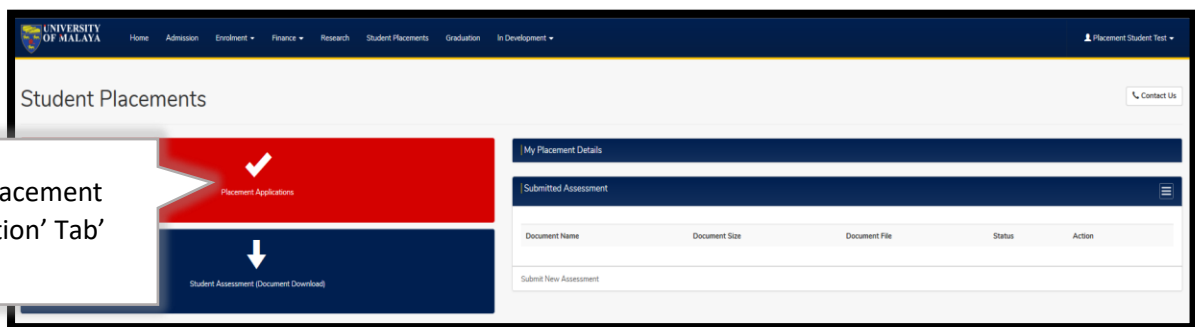 UNIVERSITY
OF MALAYA
Home Admission Enrolment Finance Research Student Placements Graduation In Development
Placement Student Test
Student Placements
Contact Us
Placement Applications
lacement
tion’ Tab’
Student Assessment (Document Download)
My Placement Details
Submitted Assessment
Document Name Document Size Document File Status Action
Submit New Assessment